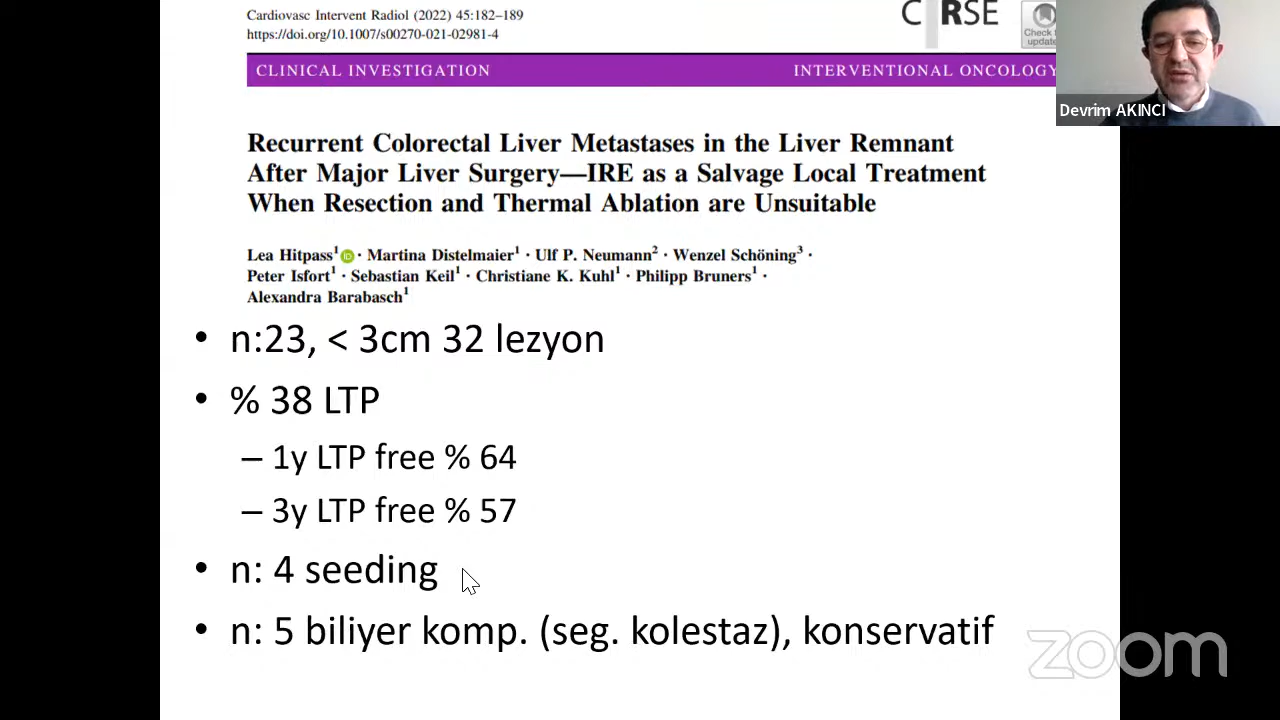 Cardiovasc Intervent Radiol (2022) 45:182–189
https://doi.org/10.1007/s00270-021-02981-4
CIRSE
Check for
updates
CLINICAL INVESTIGATION
INTERVENTIONAL ONCOLOGY
Devrim AKINCI
Recurrent Colorectal Liver Metastases in the Liver Remnant
After Major Liver Surgery—IRE as a Salvage Local Treatment
When Resection and Thermal Ablation are Unsuitable
Lea Hitpass1 · Martina Distelmaier1 · Ulf P. Neumann2 · Wenzel Schöning3 ·
Peter Isfort1 · Sebastian Keil1 · Christiane K. Kuhl1 · Philipp Bruners1 ·
Alexandra Barabasch1
• n:23, < 3cm 32 lezyon
• % 38 LTP
– 1y LTP free % 64
– 3y LTP free % 57
• n: 4 seeding
• n: 5 biliyer komp. (seg. kolestaz), konservatif
zoom